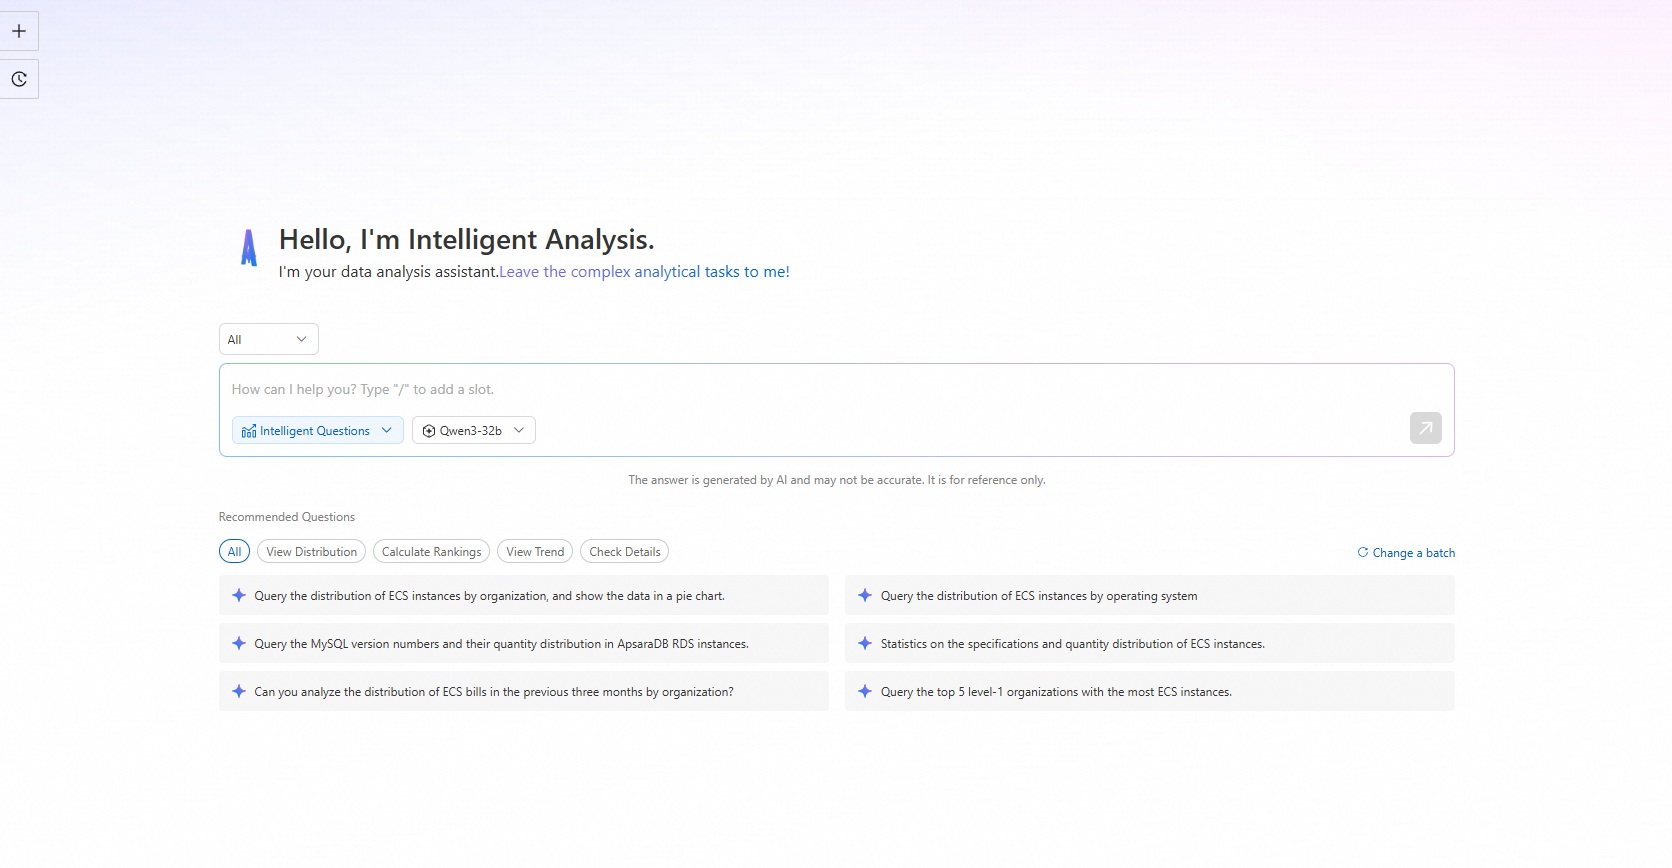 Hello, I'm Intelligent Analysis.
I'm your data analysis assistant.Leave the complex analytical tasks to me!
All
How can I help you? Type "/" to add a slot.
Intelligent Questions
Qwen3-32b
The answer is generated by AI and may not be accurate. It is for reference only.
Recommended Questions
All
View Distribution
Calculate Rankings
View Trend
Check Details
Change a batch
Query the distribution of ECS instances by organization, and show the data in a pie chart.
Query the distribution of ECS instances by operating system
Query the MySQL version numbers and their quantity distribution in ApsaraDB RDS instances.
Statistics on the specifications and quantity distribution of ECS instances.
Can you analyze the distribution of ECS bills in the previous three months by organization?
Query the top 5 level-1 organizations with the most ECS instances.